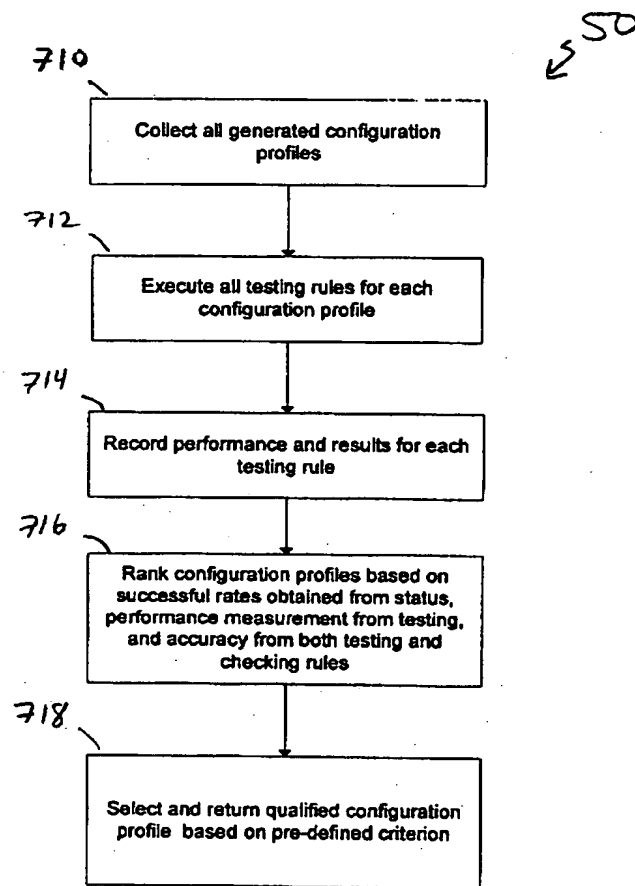 50
710
Collect all generated configuration
profiles
712
Execute all testing rules for each
configuration profile
714
Record performance and results for each
testing rule
716
Rank configuration profiles based on
successful rates obtained from status,
performance measurement from testing,
and accuracy from both testing and
checking rules
718
Select and return qualified configuration
profile based on pre-defined criterion